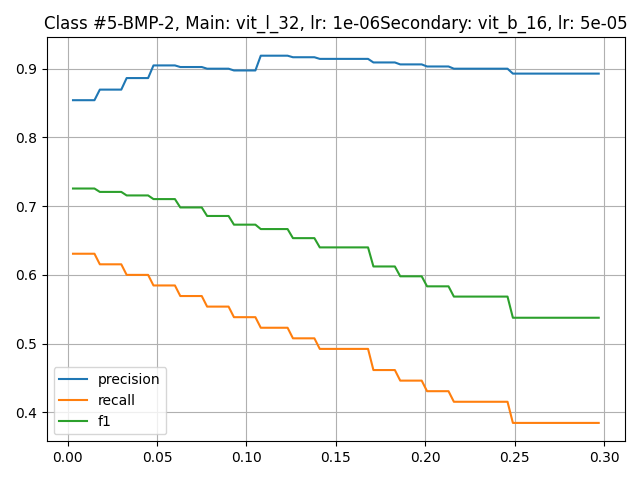 Class #5-BMP-2, Main: vit_l_32, lr: 1e-06Secondary: vit_b_16, lr: 5e-05
0.9
0.8
0.7
0.6
0.5
0.4
precision
recall
f1
0.00 0.05 0.10 0.15 0.20 0.25 0.30